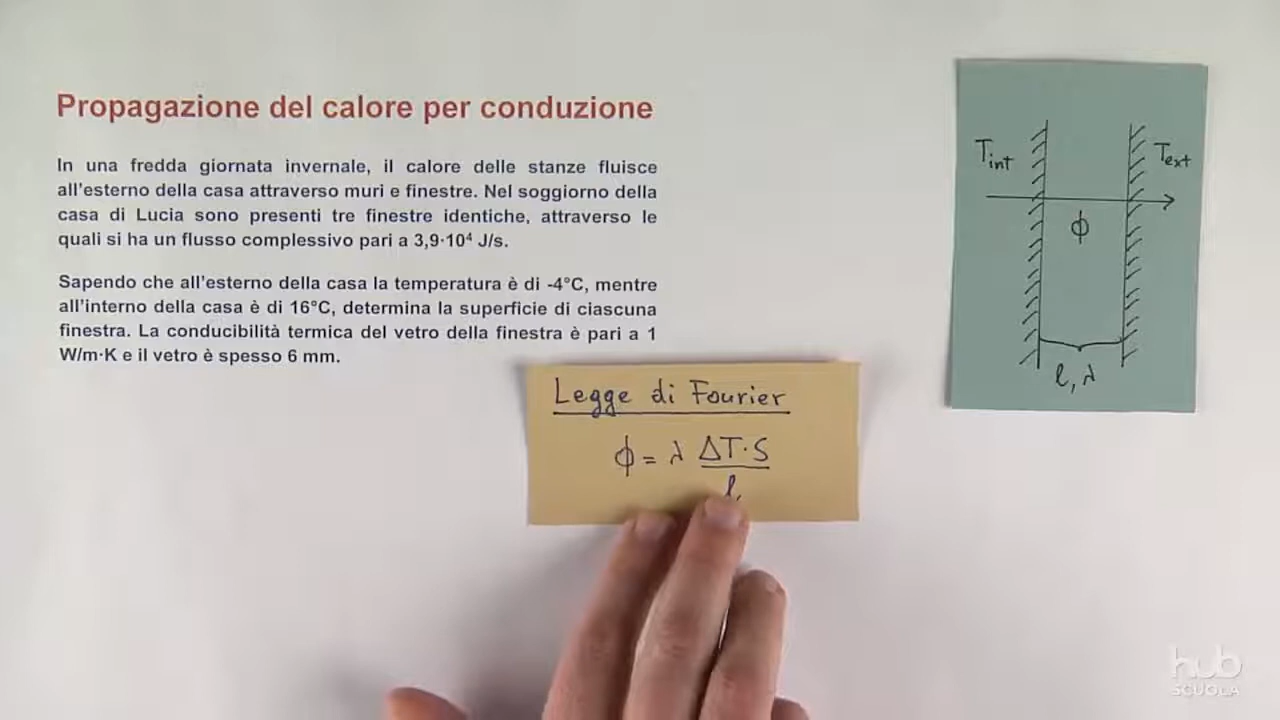 Propagazione del calore per conduzione
In una fredda giornata invernale, il calore delle stanze fluisce
all'esterno della casa attraverso muri e finestre. Nel soggiorno della
casa di Lucia sono presenti tre finestre identiche, attraverso le
quali si ha un flusso complessivo pari a 3,9·10⁴ J/s.
Sapendo che all'esterno della casa la temperatura è di -4°C, mentre
all'interno della casa è di 16°C, determina la superficie di ciascuna
finestra. La conducibilità termica del vetro della finestra è pari a 1
W/m·K e il vetro è spesso 6 mm.
Legge di Fourier
ϕ = λ ΔT·S
l
T_int
T_ext
ϕ
l, λ
hub
SCUOLA